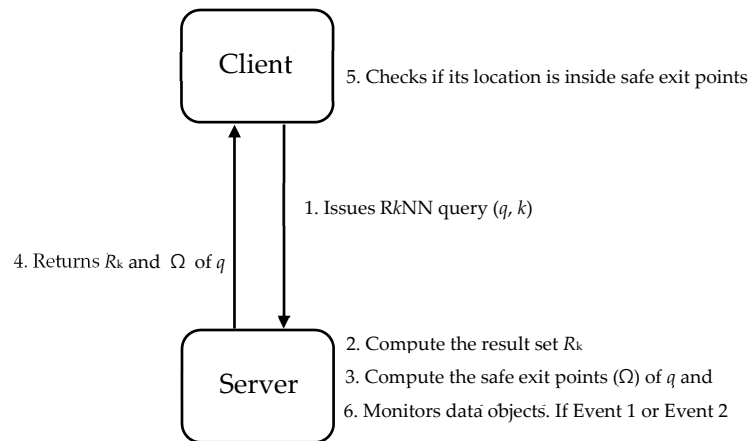 Client
5. Checks if its location is inside safe exit points
1. Issues RkNN query (q, k)
4. Returns Rk and Ω of q
2. Compute the result set Rk
Server
3. Compute the safe exit points (Ω) of q and
6. Monitors data objects. If Event 1 or Event 2